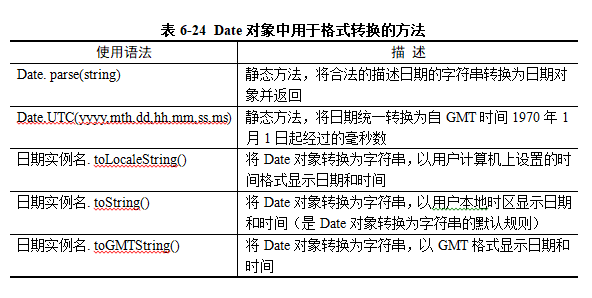 表 6-24 Date 对象中用于格式转换的方法
使用语法 描 述
Date. parse(string) 静态方法，将合法的描述日期的字符串转换为日期对
象并返回
Date.UTC(yyyy,mth,dd,hh.mm,ss,ms) 静态方法，将日期统一转换为自 GMT 时间 1970 年 1
月 1 日起经过的毫秒数
日期实例名. toLocaleString() 将 Date 对象转换为字符串，以用户计算机上设置的时
间格式显示日期和时间
日期实例名. toString() 将 Date 对象转换为字符串，以用户本地时区显示日期
和时间（是 Date 对象转换为字符串的默认规则）
日期实例名. toGMTString() 将 Date 对象转换为字符串，以 GMT 格式显示日期和
时间